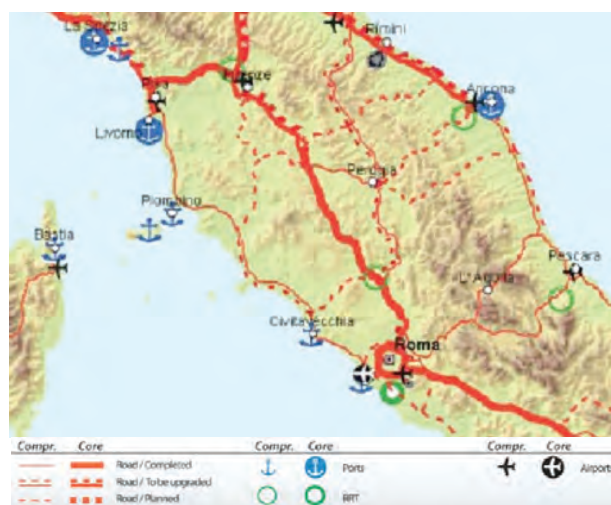 La Spezia
Rimini
Firenze
Pisa
Ancona
Livorno
Perugia
Piombino
Bastia
Pescara
L'Aquila
Civitavecchia
Roma
Compr. Core Compr. Core Compr. Core
Road / Completed Ports Airports
Road / To be upgraded
Road / Planned RRT